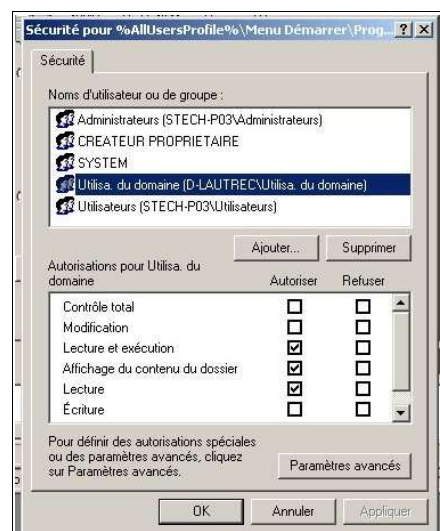 Sécurité pour %AllUsersProfile%\Menu Démarrer\Prog...
Sécurité
Noms d'utilisateur ou de groupe :
Administrateurs (STECH-P03\Administrateurs)
CREATEUR PROPRIETAIRE
SYSTEM
Utilisa. du domaine (D-LAUTREC\Utilisa. du domaine)
Utilisateurs (STECH-P03\Utilisateurs)
Ajouter... Supprimer
Autorisations pour Utilisa. du domaine Autoriser Refuser
Contrôle total
Modification
Lecture et exécution
Affichage du contenu du dossier
Lecture
Écriture
Pour définir des autorisations spéciales
ou des paramètres avancés, cliquez
sur Paramètres avancés.
Paramètres avancés
OK Annuler Appliquer